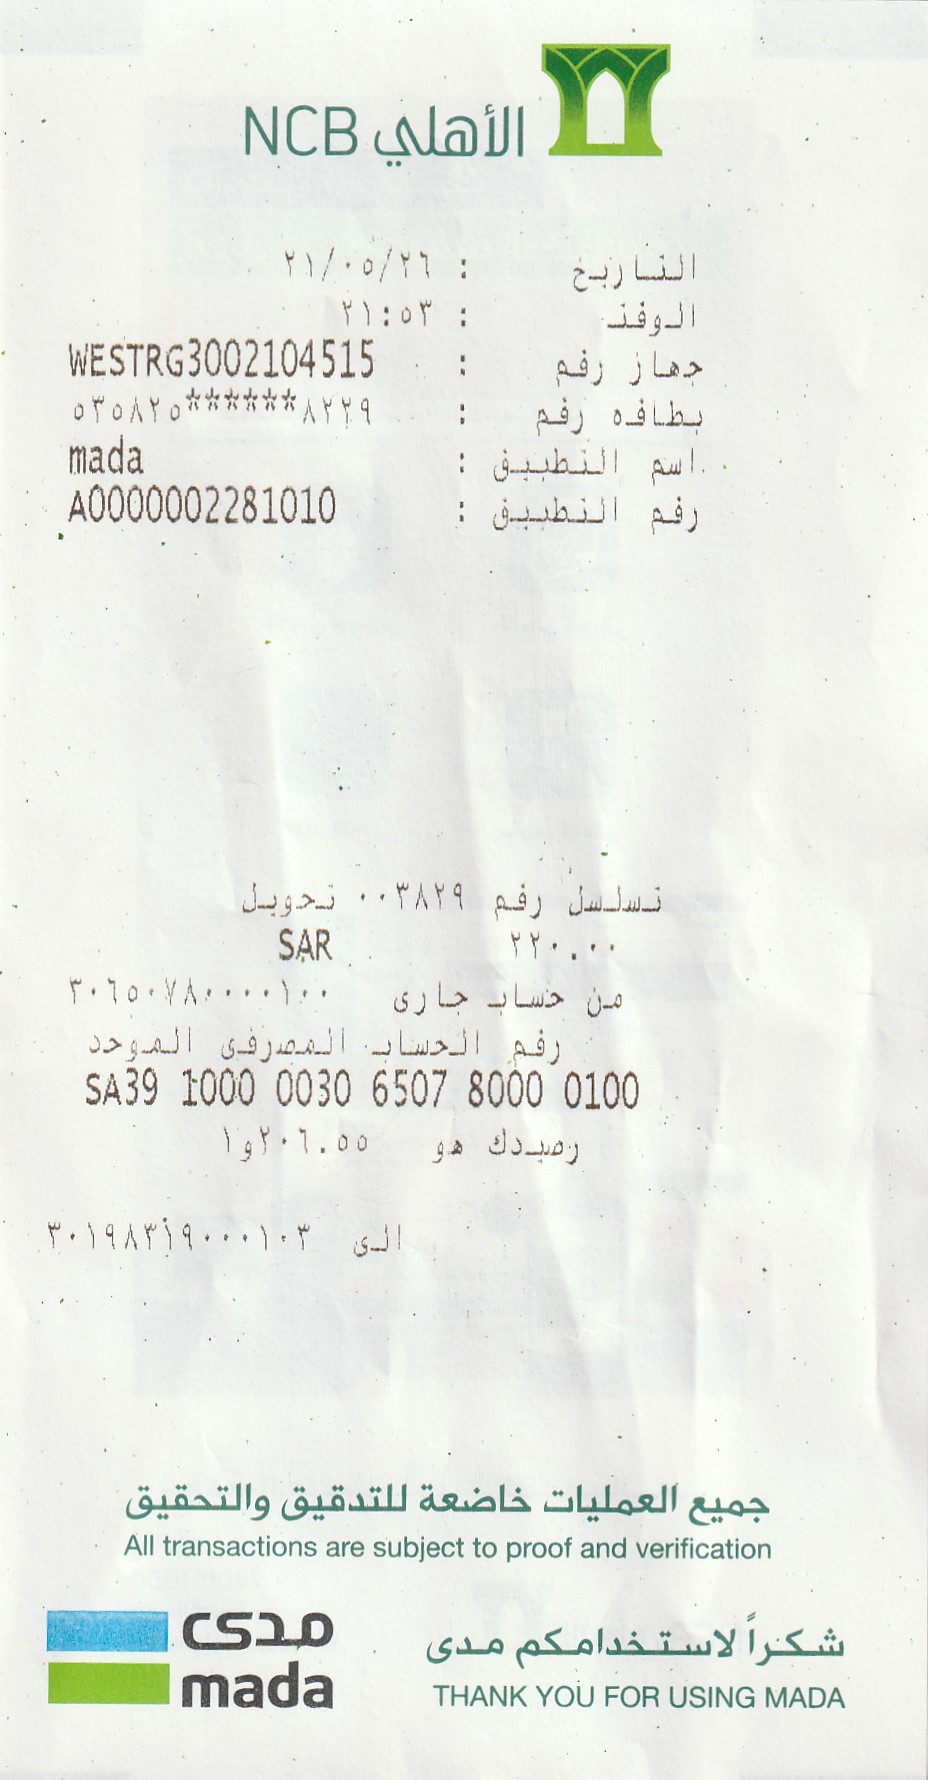 الأهلي NCB
التاريخ : ٢١/٠٥/٢٦
الوقت : ٢١:٥٣
جهاز رقم : WESTRG3002104515
بطاقه رقم : ٥٣٥٨٢٥******٨٢٢٩
اسم التطبيق : mada
رقم التطبيق : A0000002281010
تسلسل رقم ٠٠٣٨٢٩ تحويل
٢٢٠.٠٠ SAR
من حساب جارى ٣٠٦٥٠٧٨٠٠٠٠١٠٠
رقم الحساب المصرفى الموحد
SA39 1000 0030 6507 8000 0100
رصيدك هو ١و٢٠٦.٥٥
الى ٣٠١٩٨٣١٩٠٠٠١٠٣
جميع العمليات خاضعة للتدقيق والتحقيق
All transactions are subject to proof and verification
شكراً لاستخدامكم مدى
THANK YOU FOR USING MADA
مدى
mada